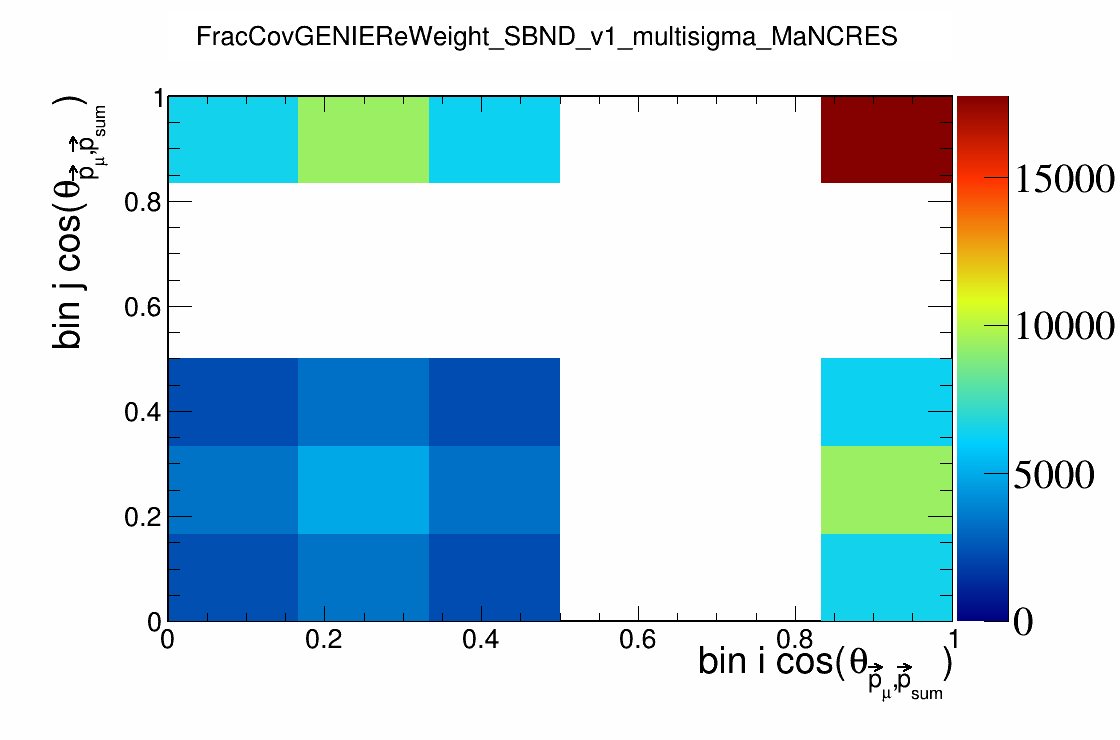 FracCovGENIEReWeight_SBND_v1_multisigma_MaNCRES
bin j cos(θp⃗μ,p⃗sum)
1
0.8
0.6
0.4
0.2
0
0 0.2 0.4 0.6 0.8 1
bin i cos(θp⃗μ,p⃗sum)
15000
10000
5000
0